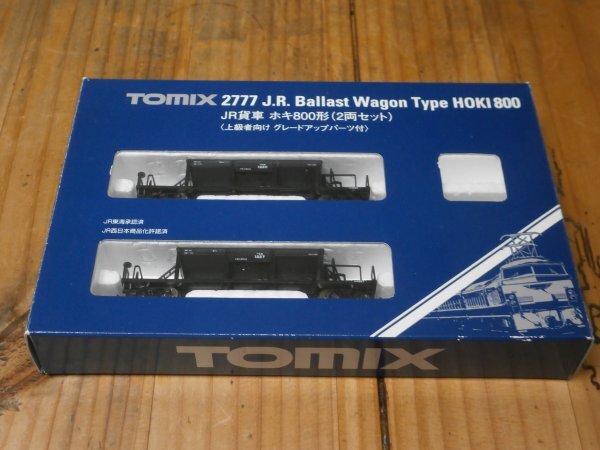 TOMIX 2777 J.R. Ballast Wagon Type HOKI 800
JR貨車 ホキ800形(2両セット)
〈上級者向け グレードアップパーツ付〉
JR東海承認済
JR西日本商品化許諾済
TOMIX